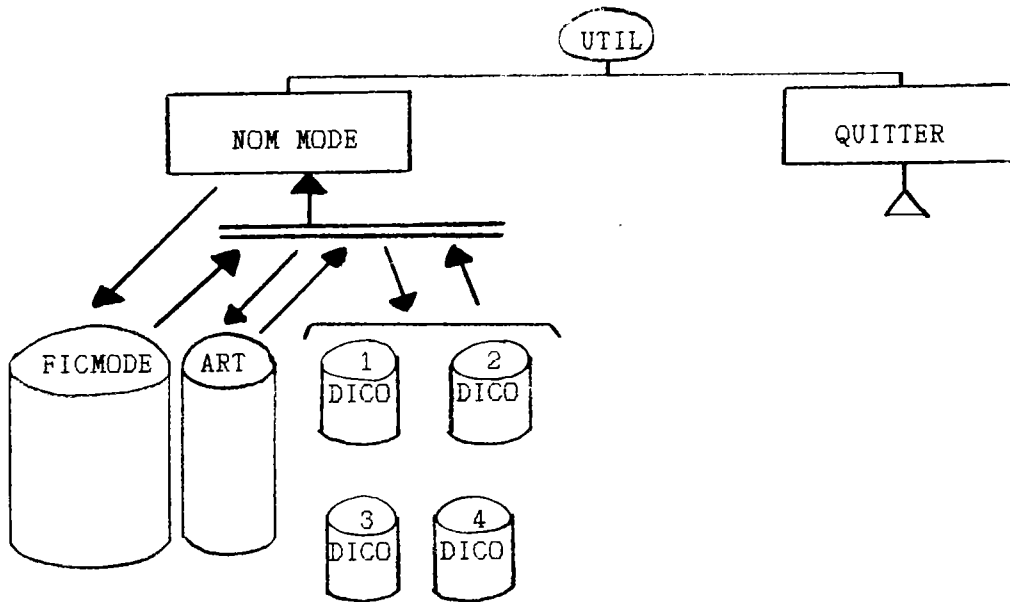 UTIL
NOM MODE
QUITTER
FICMODE
ART
1
DICO
2
DICO
3
DICO
4
DICO